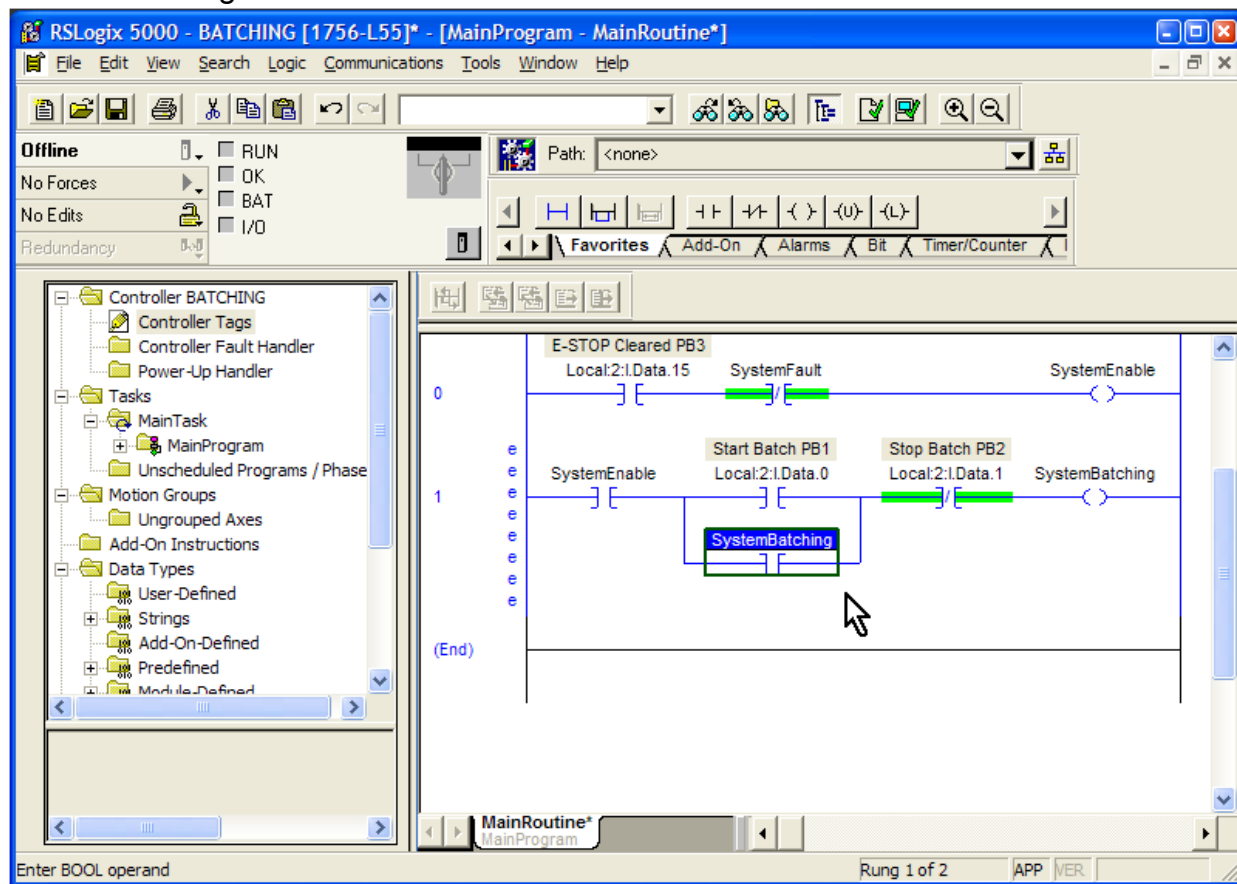 RSLogix 5000 - BATCHING [1756-L55]* - [MainProgram - MainRoutine*]
File Edit View Search Logic Communications Tools Window Help
Offline
RUN
No Forces
OK
No Edits
BAT
Redundancy
I/O
Path: <none>
Favorites Add-On Alarms Bit Timer/Counter
Controller BATCHING
Controller Tags
Controller Fault Handler
Power-Up Handler
Tasks
MainTask
MainProgram
Unscheduled Programs / Phase
Motion Groups
Ungrouped Axes
Add-On Instructions
Data Types
User-Defined
Strings
Add-On-Defined
Predefined
Module-Defined
E-STOP Cleared PB3
Local:2:I.Data.15 SystemFault SystemEnable
0
Start Batch PB1 Stop Batch PB2
SystemEnable Local:2:I.Data.0 Local:2:I.Data.1 SystemBatching
1
e
e
e
e
e
e
e
e
SystemBatching
(End)
MainRoutine*
MainProgram
Enter BOOL operand
Rung 1 of 2 APP VER